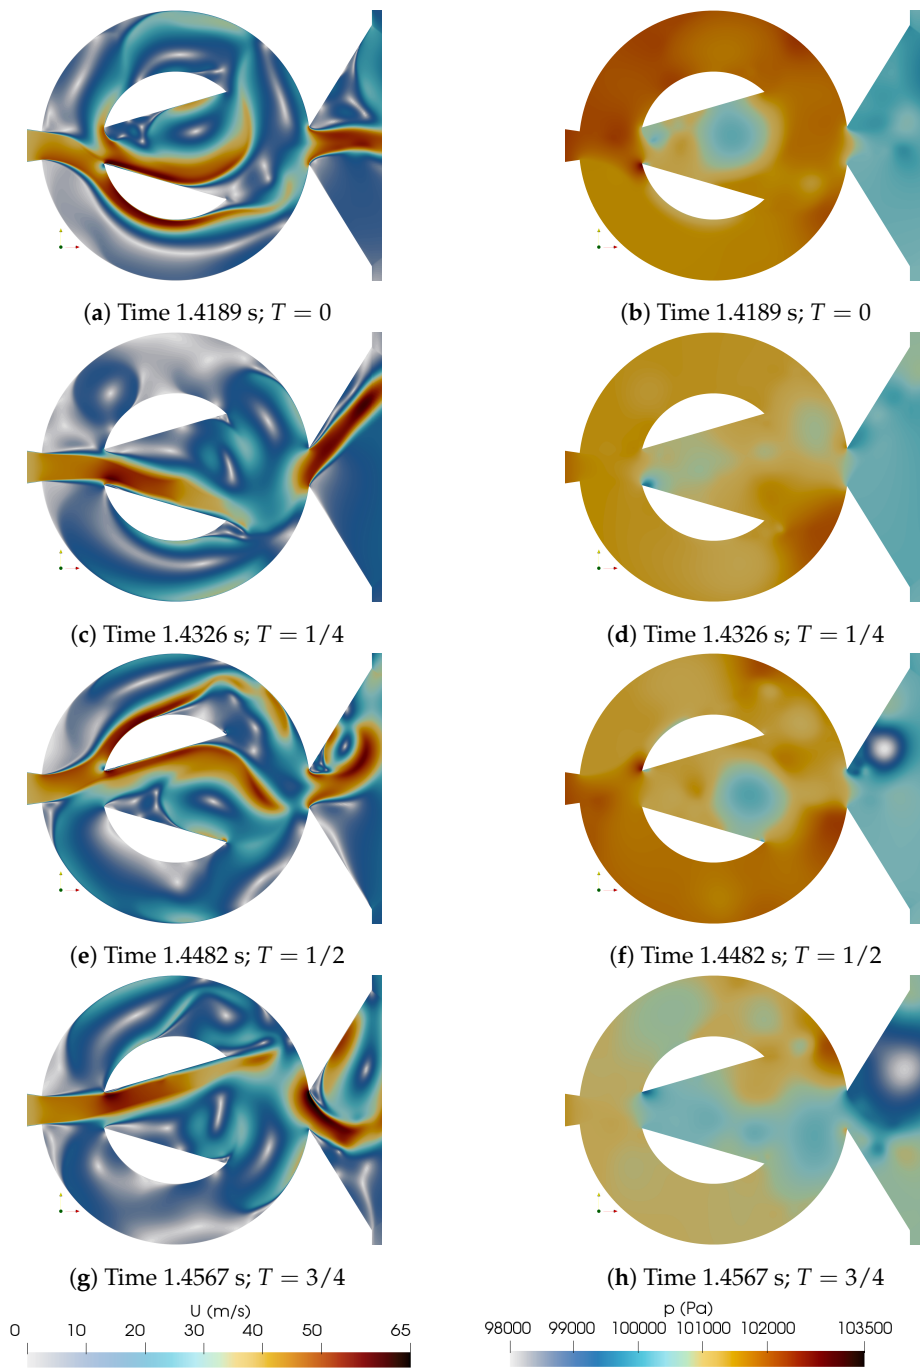 (a) Time 1.4189 s; T = 0
(b) Time 1.4189 s; T = 0
(c) Time 1.4326 s; T = 1/4
(d) Time 1.4326 s; T = 1/4
(e) Time 1.4482 s; T = 1/2
(f) Time 1.4482 s; T = 1/2
(g) Time 1.4567 s; T = 3/4
(h) Time 1.4567 s; T = 3/4
U (m/s)
0 10 20 30 40 50 65
p (Pa)
98000 99000 100000 101000 102000 103500